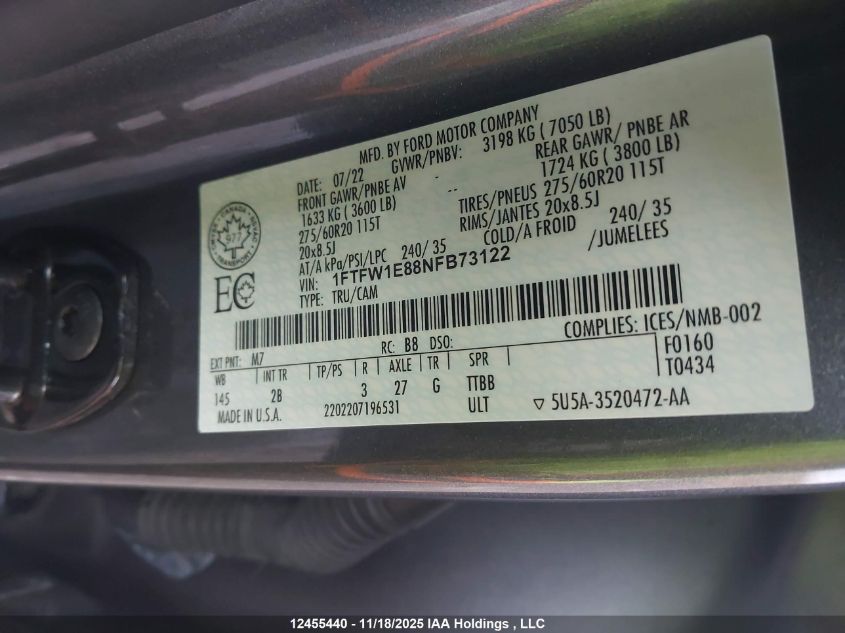 MFD. BY FORD MOTOR COMPANY
DATE: 07/22 GVWR/PNBV: 3198 KG ( 7050 LB)
FRONT GAWR/PNBE AV -- REAR GAWR/ PNBE AR
1633 KG ( 3600 LB) 1724 KG ( 3800 LB)
275/60R20 115T TIRES/PNEUS 275/60R20 115T
20x8.5J RIMS/JANTES 20x8.5J
AT/A kPa/PSI/LPC 240/ 35 COLD/A FROID 240/ 35
VIN: 1FTFW1E88NFB73122 /JUMELEES
TYPE: TRU/CAM
CANADA
TRANSPORT
EC
COMPLIES: ICES/NMB-002
EXT PNT: M7 RC: B8 DSO: F0160
WB INT TR TP/PS R AXLE TR SPR T0434
145 2B 3 27 G TTBB
MADE IN U.S.A. 2202207196531 ULT ▽ 5U5A-3520472-AA
12455440 - 11/18/2025 IAA Holdings , LLC